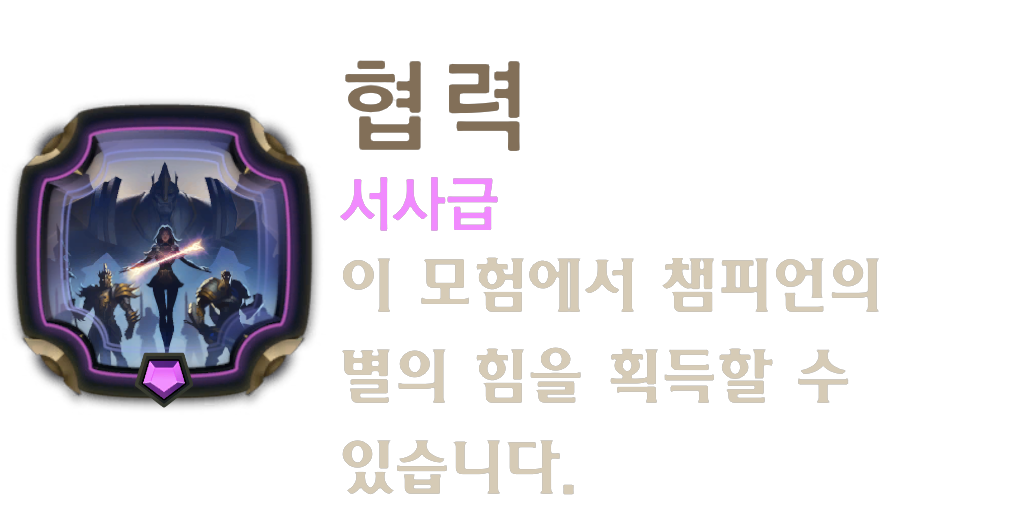 협력
서사급
이 모험에서 챔피언의
별의 힘을 획득할 수
있습니다.